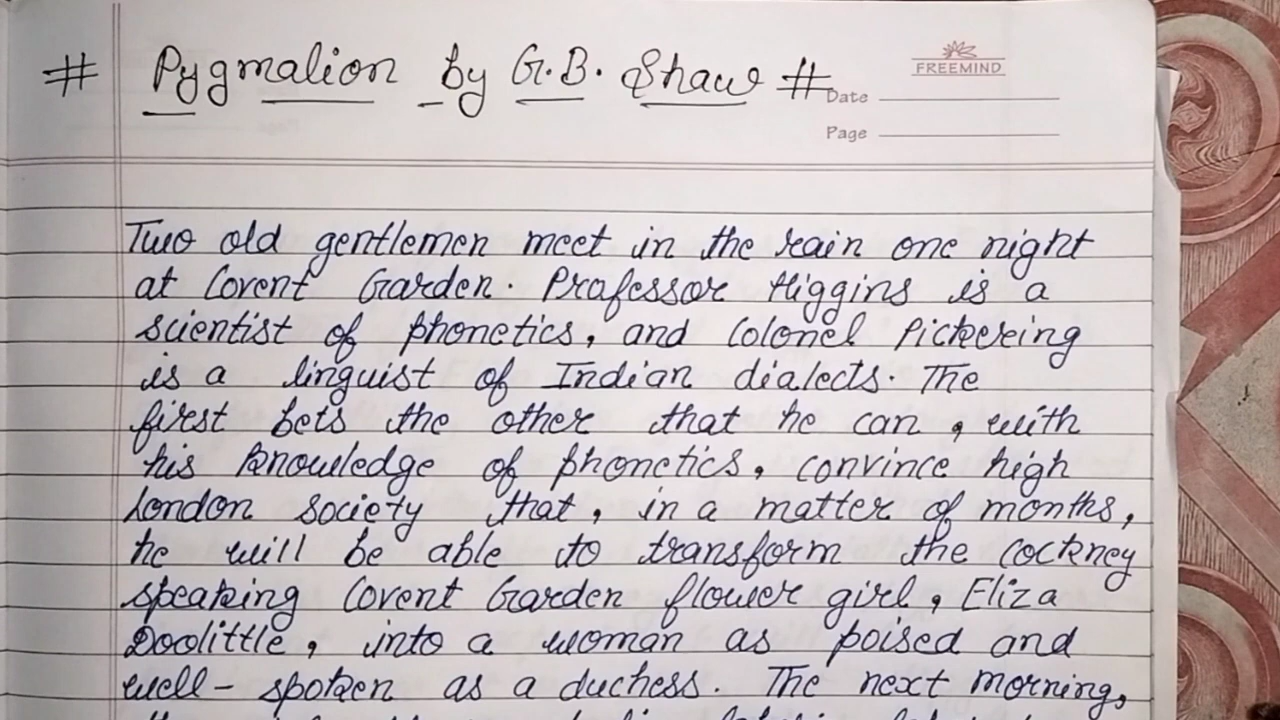 # Pygmalion by G.B. Shaw #
FREEMIND
Date
Page
Two old gentlemen meet in the rain one night
at Covent Garden. Professor Higgins is a
scientist of phonetics, and Colonel Pickering
is a linguist of Indian dialects. The
first bets the other that he can, with
his knowledge of phonetics, convince high
London society that, in a matter of months,
he will be able to transform the cockney
speaking Covent Garden flower girl, Eliza
Doolittle, into a woman as poised and
well-spoken as a duchess. The next morning,